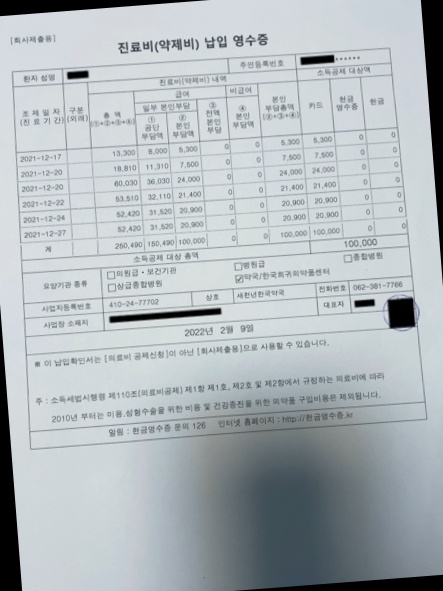 [회사제출용]
진료비(약제비) 납입 영수증
환자 성명 주민등록번호 ******
진료비(약제비) 내역 소득공제 대상액
조 제 일 자 (진 료 기 간) 구분 (외래) 총 액 (①+②+③+④) 급여 비급여 본인 부담총액 (②+③+④) 카드 현금 영수증 현금
일부 본인부담 ③ 전액 본인 부담 ④ 본인 부담액
① 공단 부담액 ② 본인 부담액
2021-12-17 13,300 8,000 5,300 0 0 5,300 5,300 0 0
2021-12-20 18,810 11,310 7,500 0 0 7,500 7,500 0 0
2021-12-20 60,030 36,030 24,000 0 0 24,000 24,000 0 0
2021-12-22 53,510 32,110 21,400 0 0 21,400 21,400 0 0
2021-12-24 52,420 31,520 20,900 0 0 20,900 20,900 0 0
2021-12-27 52,420 31,520 20,900 0 0 20,900 20,900 0 0
계 250,490 150,490 100,000 0 0 100,000 100,000 0 0
소득공제 대상 총액 100,000
요양기관 종류 □의원급·보건기관 □병원급 □종합병원
□상급종합병원 ☑약국/한국희귀의약품센터
사업자등록번호 410-24-77702 상호 새천년한국약국 전화번호 062-381-7766
사업장 소재지 대표자
2022년 2월 9일
※ 이 납입확인서는 [의료비 공제신청]이 아닌 [회사제출용]으로 사용할 수 있습니다.
주 : 소득세법시행령 제110조(의료비공제) 제1항 제1호, 제2호 및 제2항에서 규정하는 의료비에 따라
2010년 부터는 미용,성형수술을 위한 비용 및 건강증진을 위한 의약품 구입비용은 제외됩니다.
알림 : 현금영수증 문의 126 인터넷 홈페이지 : http://현금영수증.kr